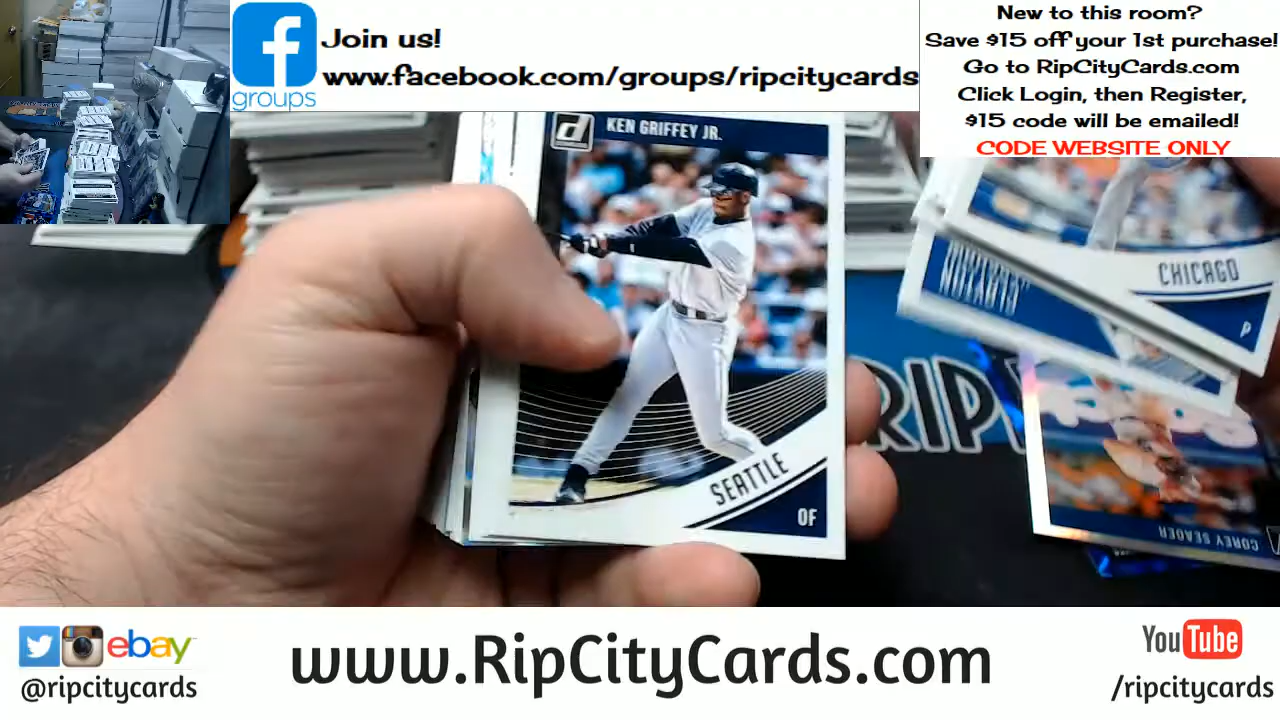 Join us!
www.facebook.com/groups/ripcitycards
groups
New to this room?
Save $15 off your 1st purchase!
Go to RipCityCards.com
Click Login, then Register,
$15 code will be emailed!
CODE WEBSITE ONLY
KEN GRIFFEY JR.
SEATTLE
OF
CHICAGO
P
RIP
COREY SEAGER
ebay
@ripcitycards
www.RipCityCards.com
YouTube
/ripcitycards